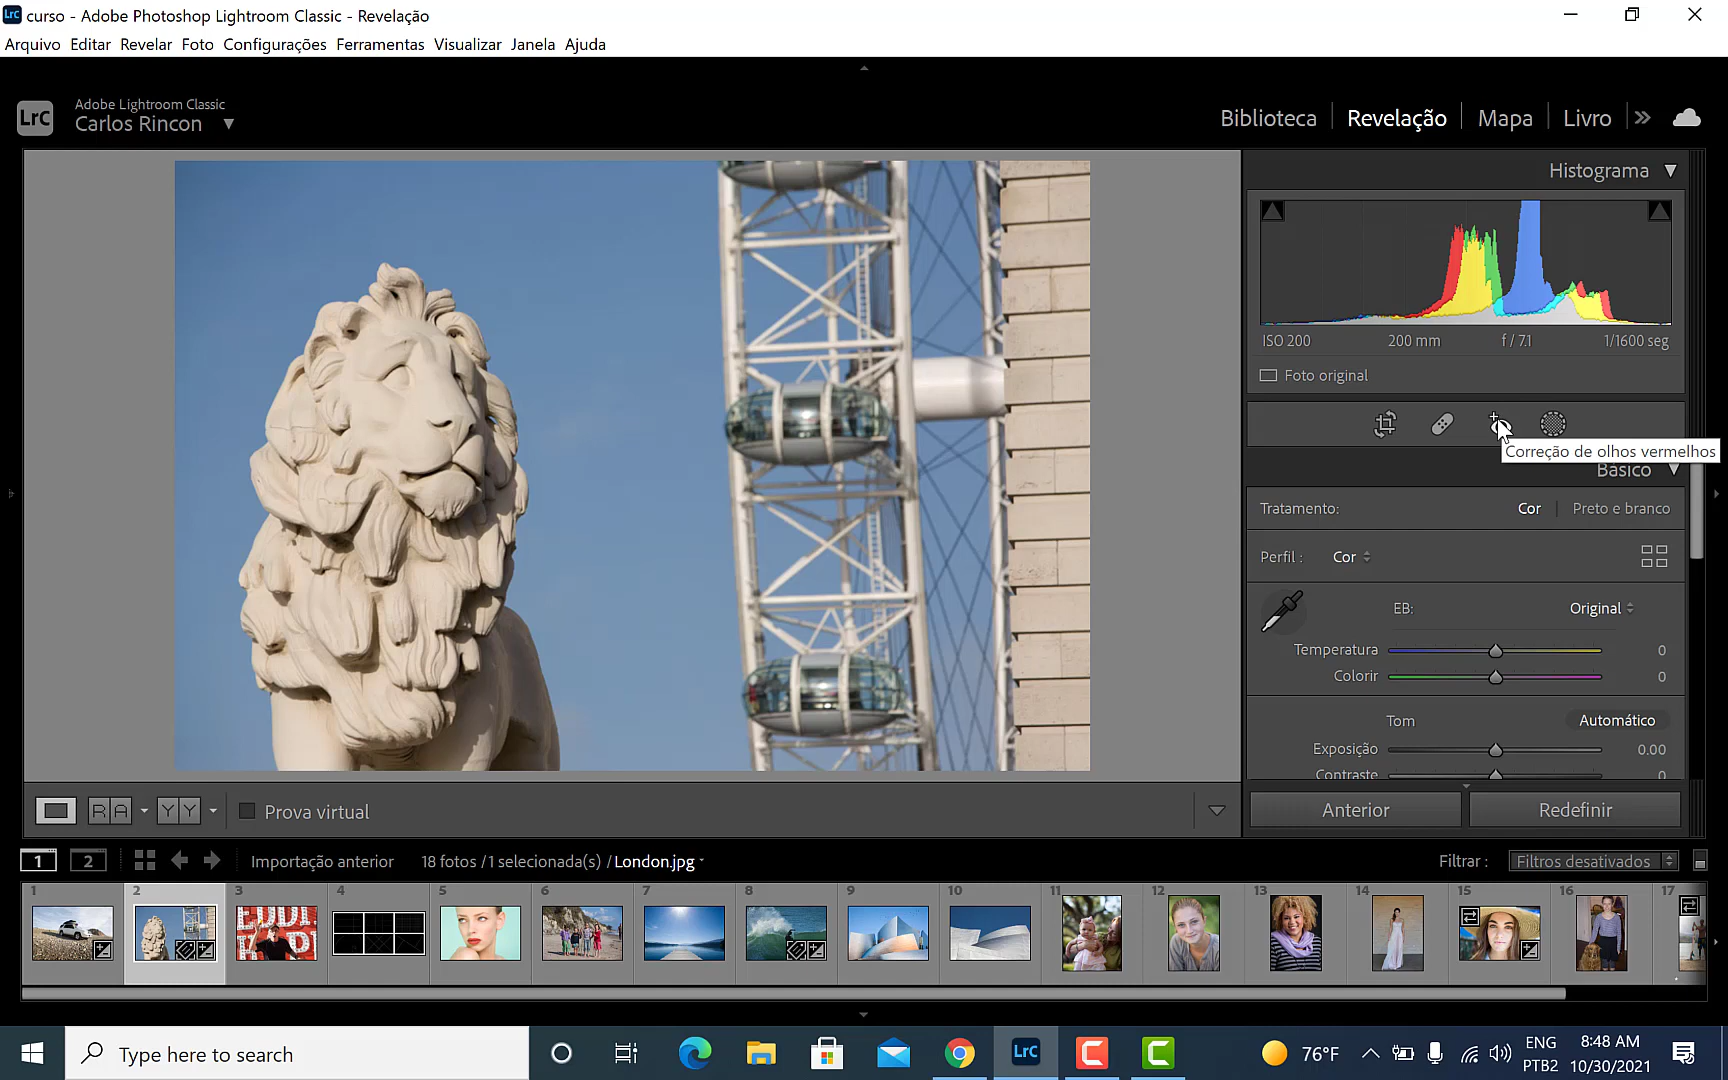 LrC curso - Adobe Photoshop Lightroom Classic - Revelação
Arquivo Editar Revelar Foto Configurações Ferramentas Visualizar Janela Ajuda
LrC Adobe Lightroom Classic
Carlos Rincon
Biblioteca Revelação Mapa Livro
Histograma
ISO 200 200 mm f / 7.1 1/1600 seg
Foto original
Correção de olhos vermelhos
Básico
Tratamento: Cor Preto e branco
Perfil : Cor
EB: Original
Temperatura 0
Colorir 0
Tom Automático
Exposição 0.00
Contraste 0
R A Y Y Prova virtual
Anterior Redefinir
1 2 Importação anterior 18 fotos /1 selecionada(s) /London.jpg
Filtrar : Filtros desativados
1 2 3 4 5 6 7 8 9 10 11 12 13 14 15 16 17
EDDI
Type here to search
LrC
76°F
ENG 8:48 AM
PTB2 10/30/2021